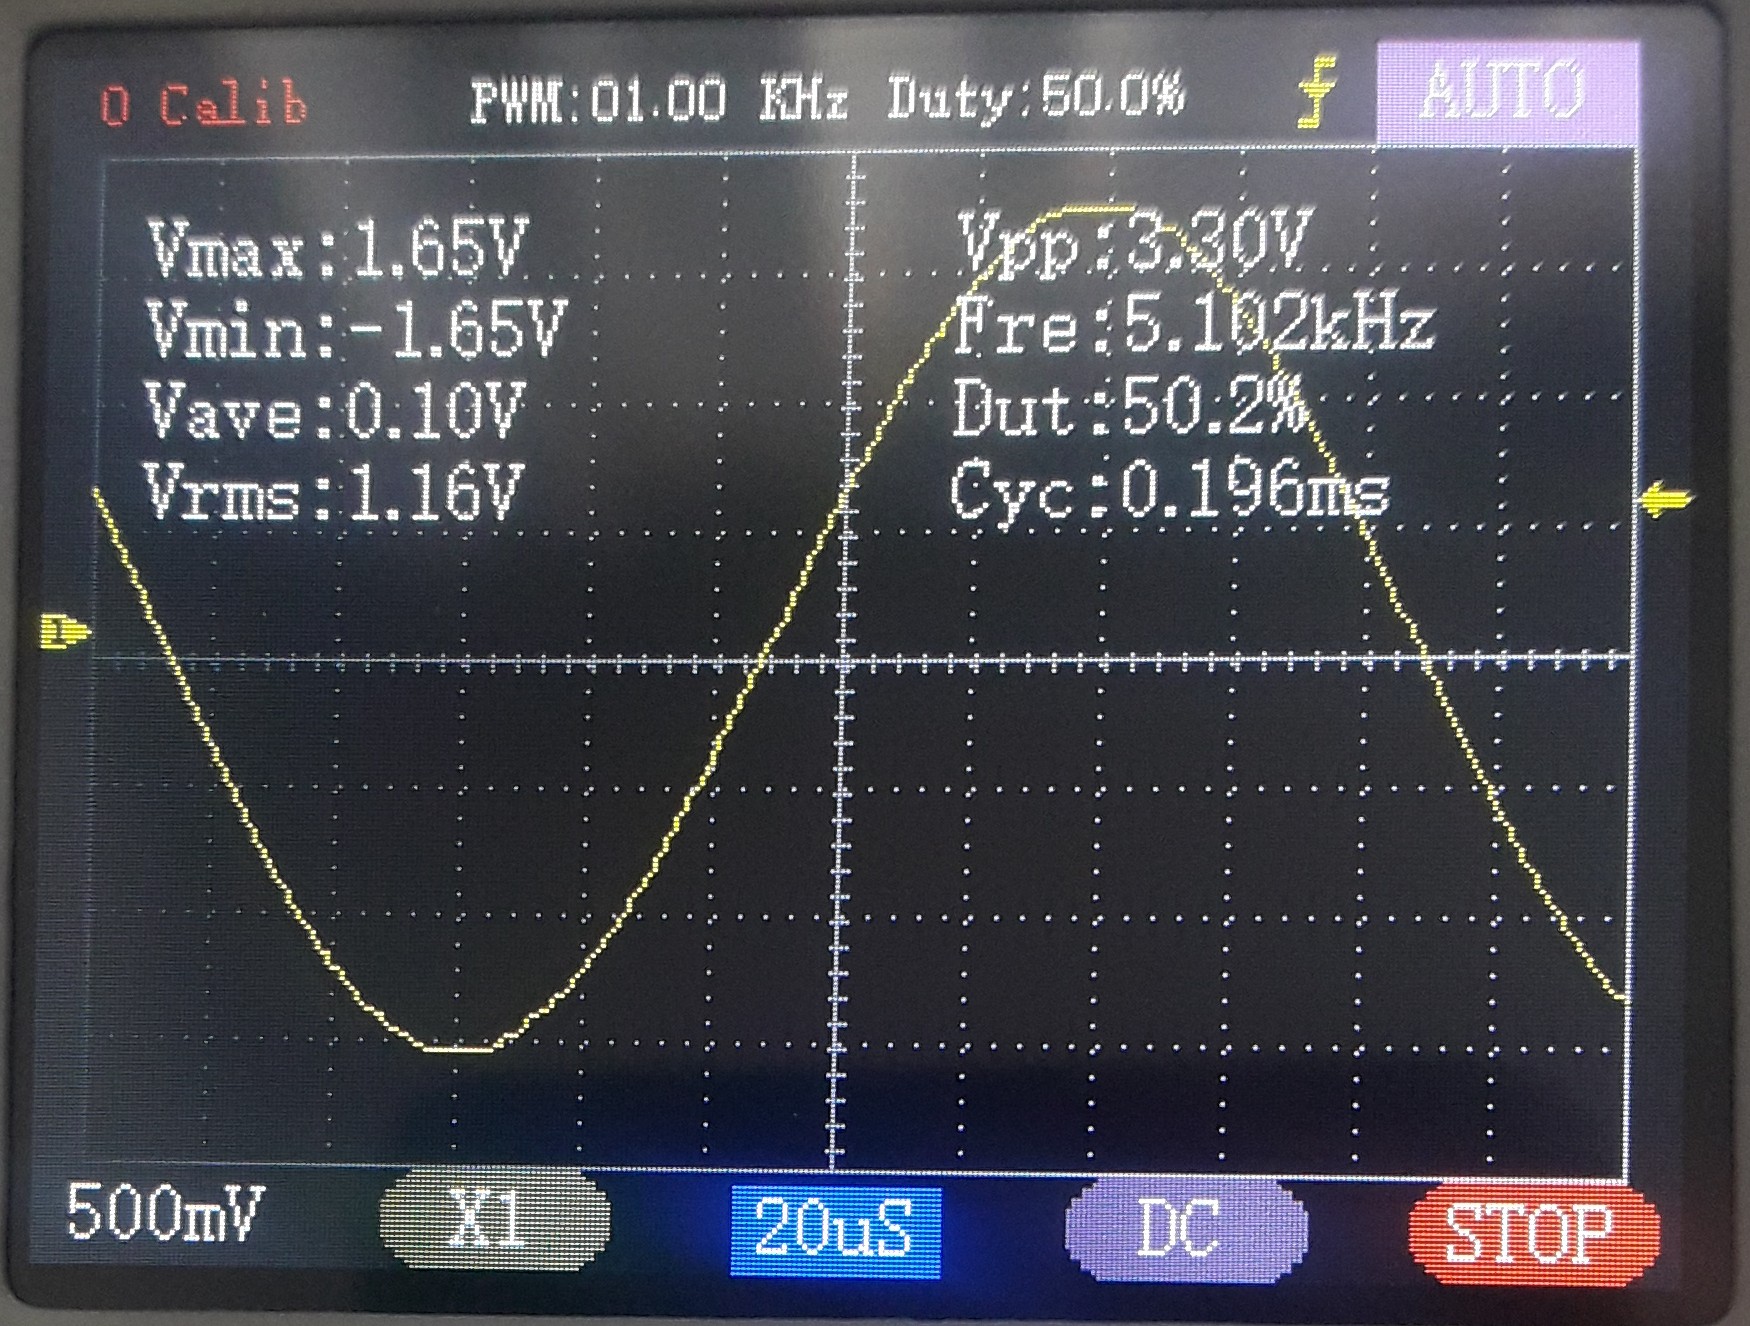 O Calib PWM:01.00 KHz Duty:50.0% AUTO
Vmax:1.65V Vpp:3.30V
Vmin:-1.65V Fre:5.102kHz
Vave:0.10V Dut:50.2%
Vrms:1.16V Cyc:0.196ms
1
500mV X1 20uS DC STOP